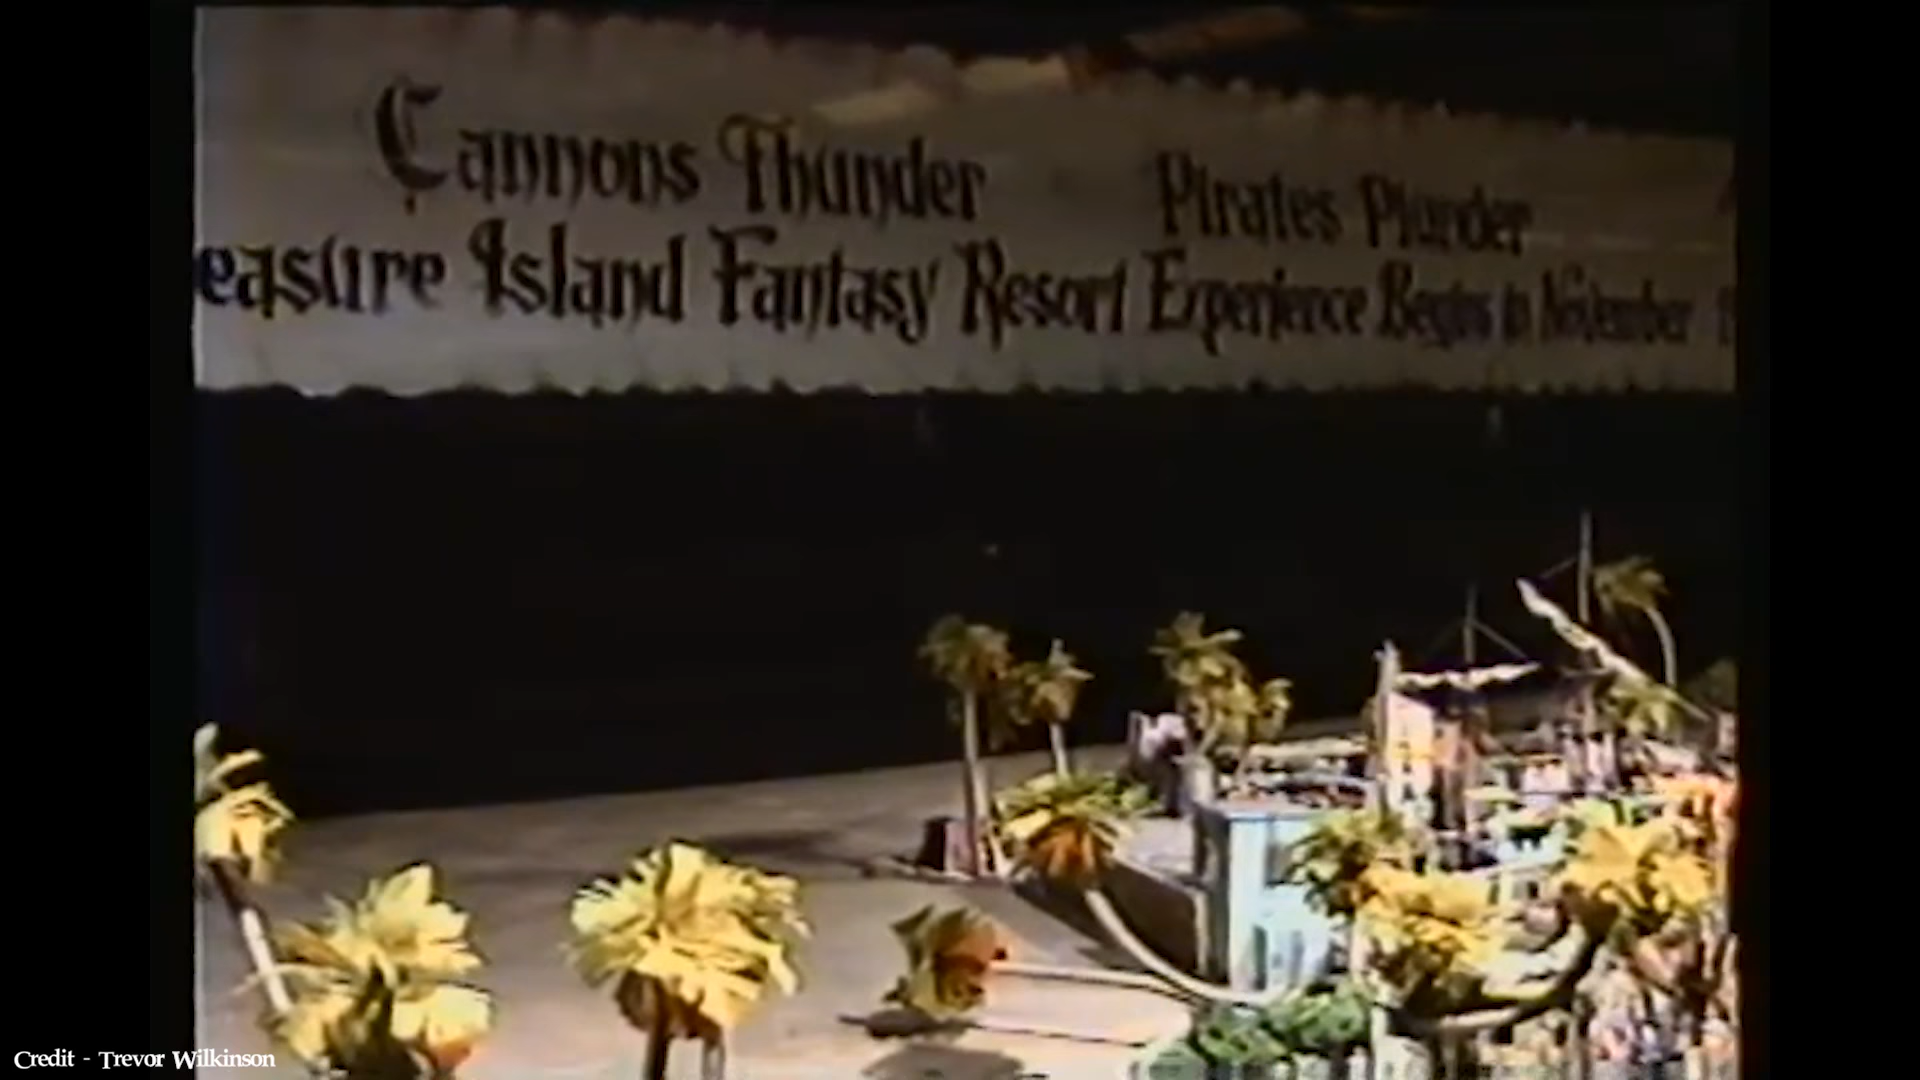 Cannons Thunder Pirates Plunder
easure Island Fantasy Resort Experience Begins in November
Credit - Trevor Wilkinson